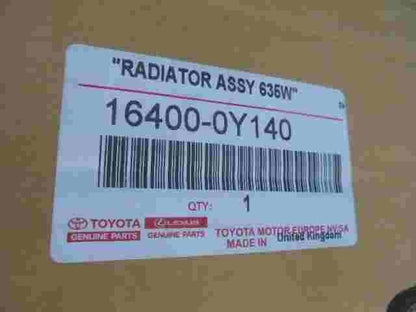 "RADIATOR ASSY 635W"
16400-0Y140
QTY: 1
TOYOTA LEXUS TOYOTA MOTOR EUROPE NV/SA
GENUINE PARTS GENUINE PARTS MADE IN United Kingdom